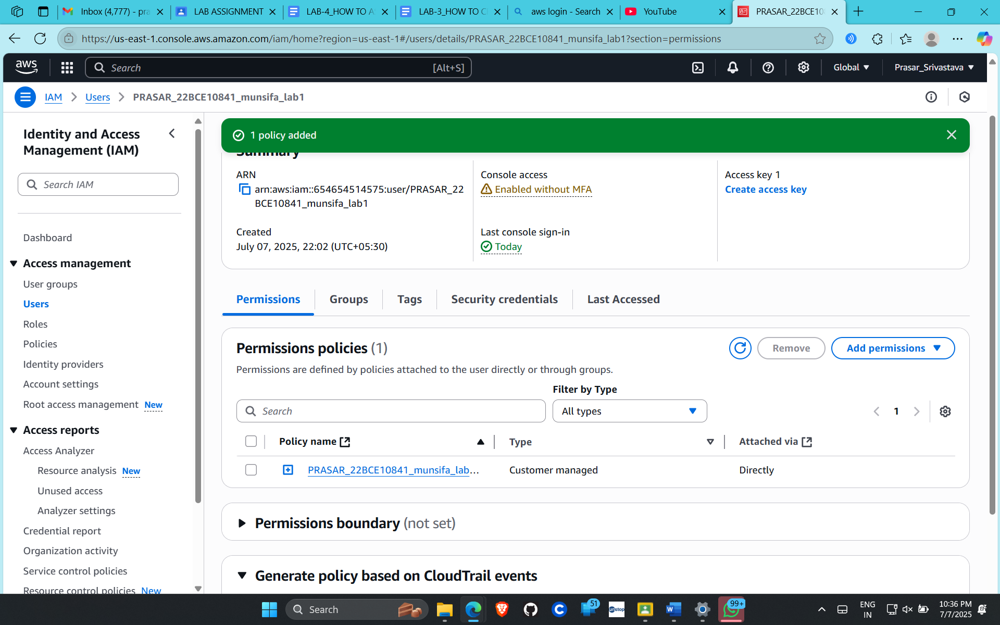 Inbox (4,777) - pra
LAB ASSIGNMENT
LAB-4_HOW TO A
LAB-3_HOW TO C
aws login - Search
YouTube
PRASAR_22BCE10
https://us-east-1.console.aws.amazon.com/iam/home?region=us-east-1#/users/details/PRASAR_22BCE10841_munsifa_lab1?section=permissions
aws
Search
[Alt+S]
Global
Prasar_Srivastava
IAM
Users
PRASAR_22BCE10841_munsifa_lab1
Identity and Access
Management (IAM)
Search IAM
Dashboard
Access management
User groups
Users
Roles
Policies
Identity providers
Account settings
Root access management New
Access reports
Access Analyzer
Resource analysis New
Unused access
Analyzer settings
Credential report
Organization activity
Service control policies
Resource control policies New
1 policy added
Summary
ARN
arn:aws:iam::654654514575:user/PRASAR_22
BCE10841_munsifa_lab1
Created
July 07, 2025, 22:02 (UTC+05:30)
Console access
Enabled without MFA
Last console sign-in
Today
Access key 1
Create access key
Permissions
Groups
Tags
Security credentials
Last Accessed
Permissions policies (1)
Remove
Add permissions
Permissions are defined by policies attached to the user directly or through groups.
Filter by Type
Search
All types
1
Policy name
Type
Attached via
PRASAR_22BCE10841_munsifa_lab...
Customer managed
Directly
Permissions boundary (not set)
Generate policy based on CloudTrail events
Search
51
unstop
99+
ENG
IN
10:36 PM
7/7/2025